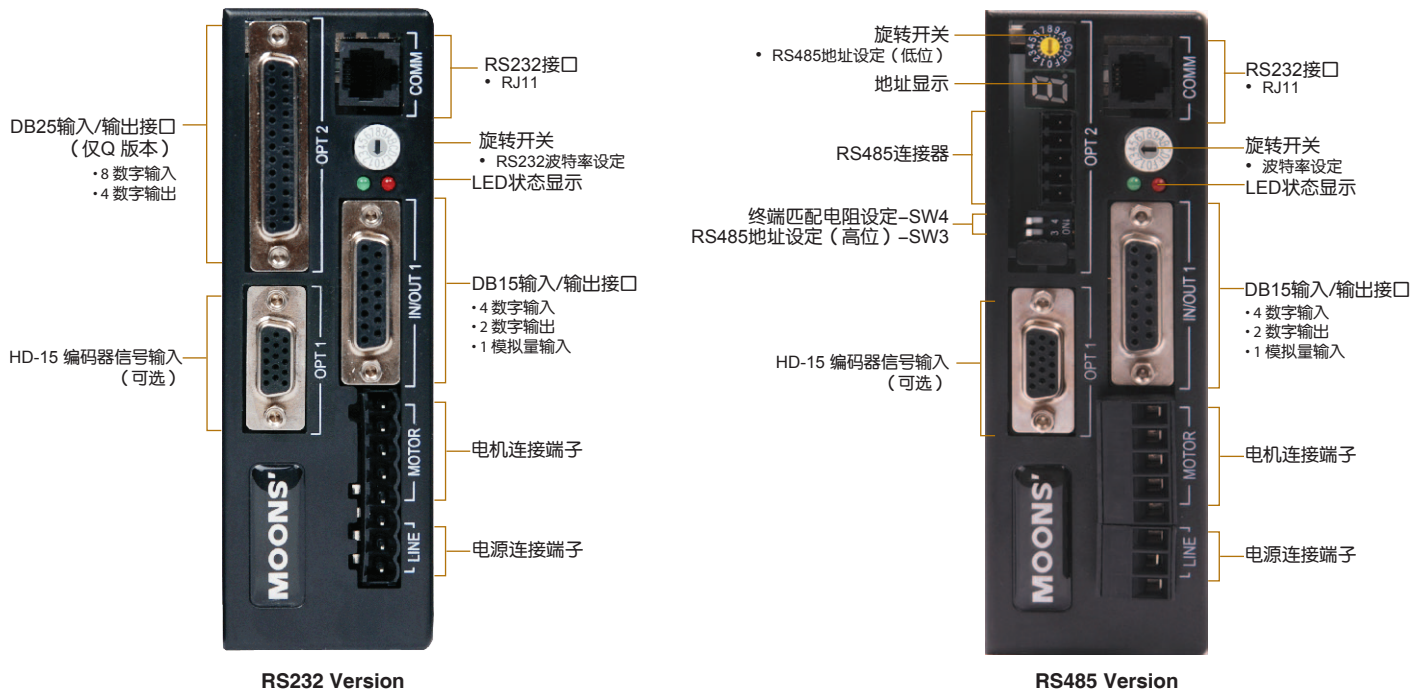 DB25输入/输出接口
（仅Q 版本）
•8 数字输入
•4 数字输出
HD-15 编码器信号输入
（可选）
OPT 2
COMM
IN/OUT 1
OPT 1
MOTOR
LINE
MOONS'
RS232接口
• RJ11
旋转开关
• RS232波特率设定
LED状态显示
DB15输入/输出接口
•4 数字输入
•2 数字输出
•1 模拟量输入
电机连接端子
电源连接端子
RS232 Version
旋转开关
• RS485地址设定（低位）
地址显示
RS485连接器
终端匹配电阻设定–SW4
RS485地址设定（高位）–SW3
HD-15 编码器信号输入
（可选）
OPT 2
COMM
IN/OUT 1
OPT 1
MOTOR
LINE
MOONS'
RS232接口
• RJ11
旋转开关
• 波特率设定
LED状态显示
DB15输入/输出接口
•4 数字输入
•2 数字输出
•1 模拟量输入
电机连接端子
电源连接端子
RS485 Version